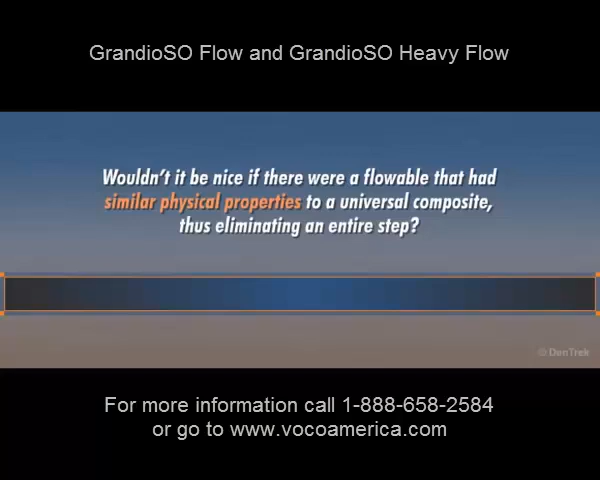 GrandioSO Flow and GrandioSO Heavy Flow
Wouldn't it be nice if there were a flowable that had
similar physical properties to a universal composite,
thus eliminating an entire step?
© DenTrek
For more information call 1-888-658-2584
or go to www.vocoamerica.com